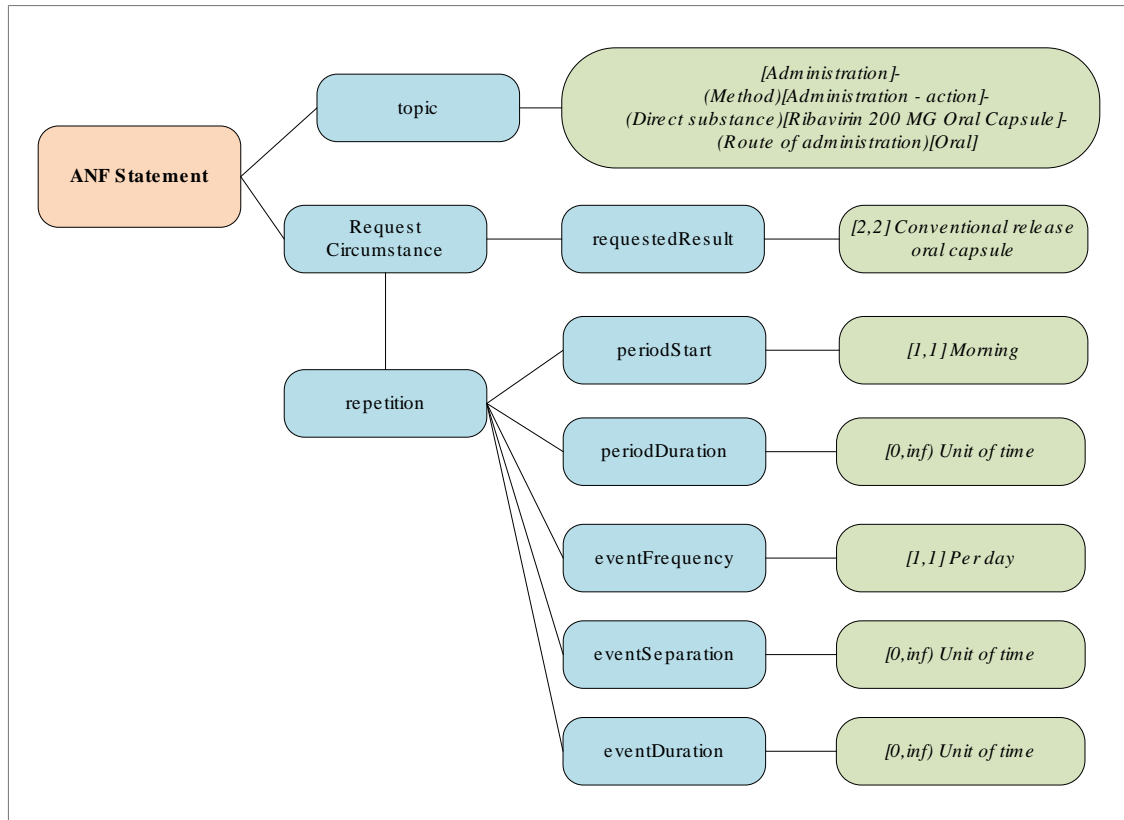 [Administration]-
(Method)[Administration - action]-
(Direct substance)[Ribavirin 200 MG Oral Capsule]-
(Route of administration)[Oral]
topic
ANF Statement
Request
Circumstance
requestedResult
[2,2] Conventional release
oral capsule
periodStart
[1,1] Morning
repetition
periodDuration
[0,inf) Unit of time
eventFrequency
[1,1] Per day
eventSeparation
[0,inf) Unit of time
eventDuration
[0,inf) Unit of time